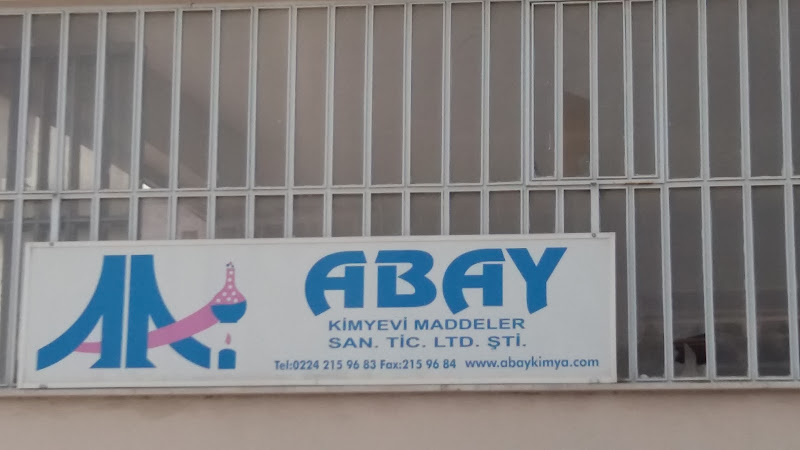 ABAY
KİMYEVİ MADDELER
SAN. TİC. LTD. ŞTİ.
Tel:0224 215 96 83 Fax:215 96 84 www.abaykimya.com